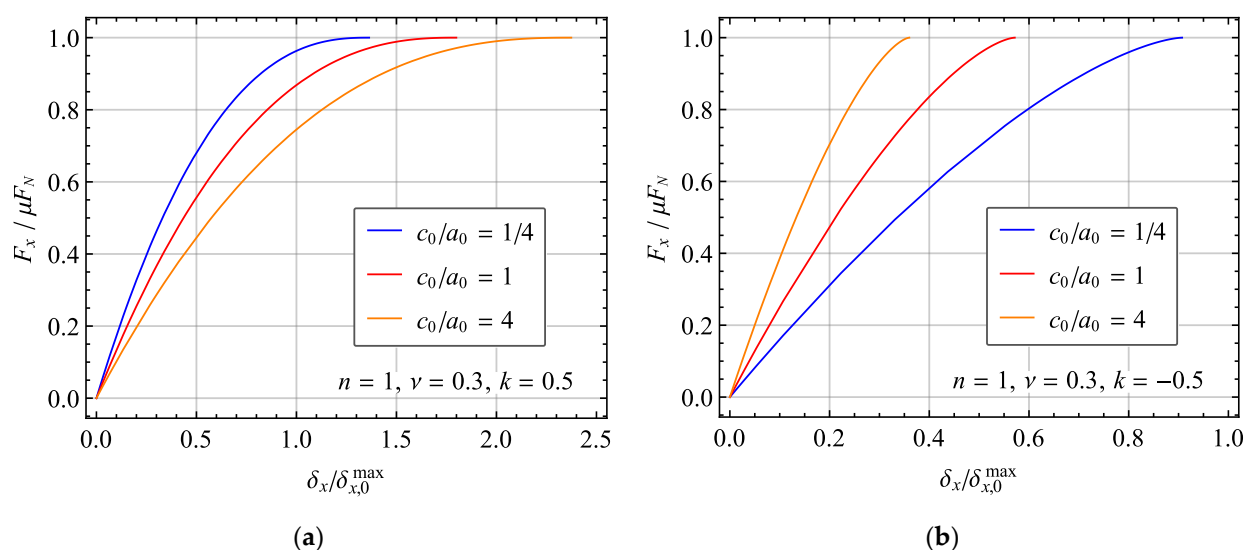 1.0
0.8
0.6
0.4
0.2
0.0
F_x / μF_N
c_0/a_0 = 1/4
c_0/a_0 = 1
c_0/a_0 = 4
n = 1, ν = 0.3, k = 0.5
0.0 0.5 1.0 1.5 2.0 2.5
δ_x/δ_{x,0}^{max}
(a)
1.0
0.8
0.6
0.4
0.2
0.0
F_x / μF_N
c_0/a_0 = 1/4
c_0/a_0 = 1
c_0/a_0 = 4
n = 1, ν = 0.3, k = −0.5
0.0 0.2 0.4 0.6 0.8 1.0
δ_x/δ_{x,0}^{max}
(b)